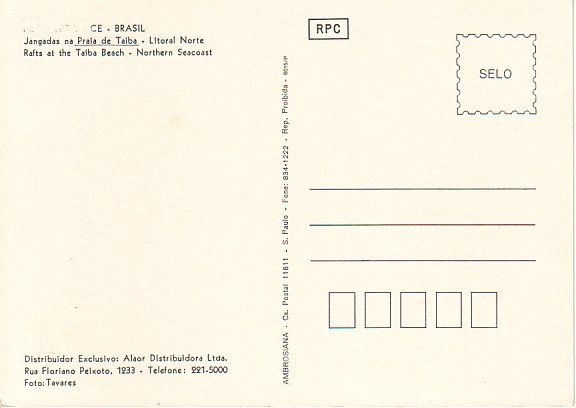 CE - BRASIL
Jangadas na Praia de Taíba - Litoral Norte
Rafts at the Taíba Beach - Northern Seacoast
Distribuidor Exclusivo: Alaor Distribuidora Ltda.
Rua Floriano Peixoto, 1233 - Telefone: 221-5000
Foto: Tavares
AMBROSIANA - Cx. Postal 11611 - S. Paulo - Fone: 834-1222 - Rep. Proibida - 6015/P
RPC
SELO